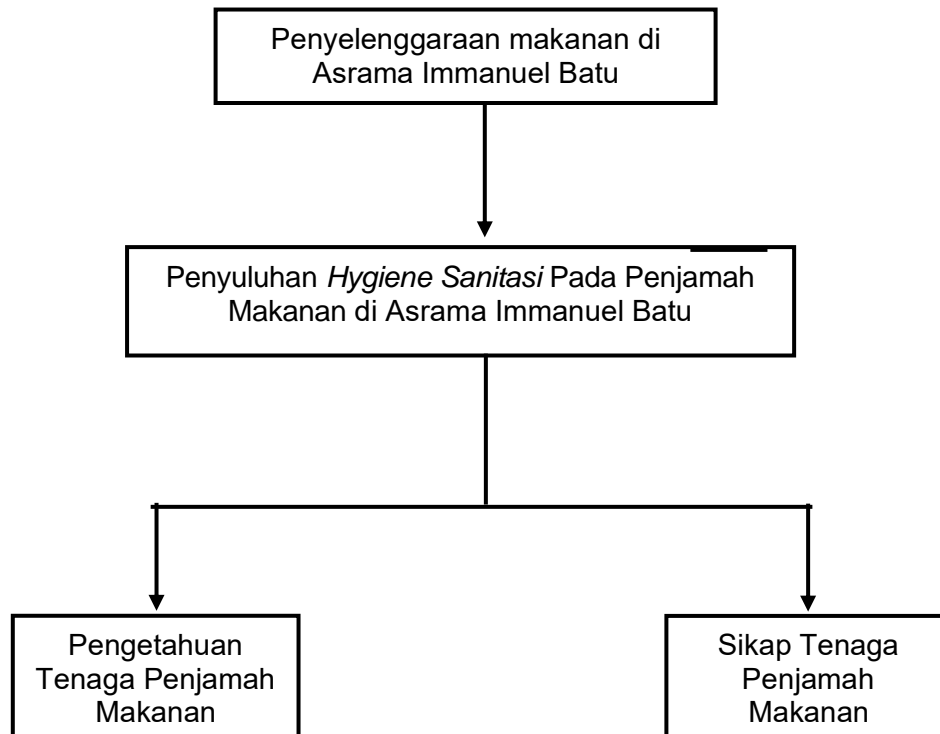 Penyelenggaraan makanan di
Asrama Immanuel Batu
Penyuluhan Hygiene Sanitasi Pada Penjamah
Makanan di Asrama Immanuel Batu
Pengetahuan
Tenaga Penjamah
Makanan
Sikap Tenaga
Penjamah
Makanan